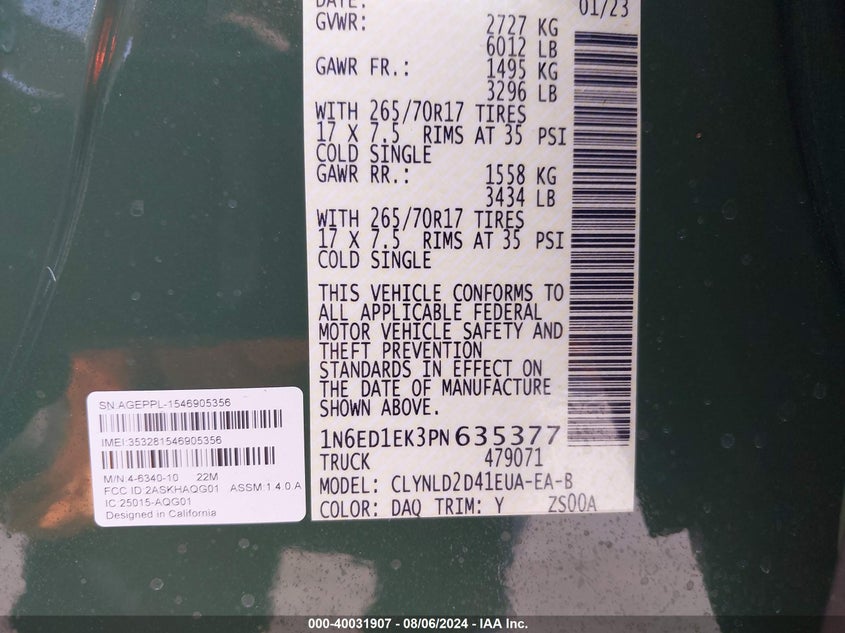 DATE: 01/23
GVWR: 2727 KG
6012 LB
GAWR FR.: 1495 KG
3296 LB
WITH 265/70R17 TIRES
17 X 7.5 RIMS AT 35 PSI
COLD SINGLE
GAWR RR.: 1558 KG
3434 LB
WITH 265/70R17 TIRES
17 X 7.5 RIMS AT 35 PSI
COLD SINGLE
THIS VEHICLE CONFORMS TO
ALL APPLICABLE FEDERAL
MOTOR VEHICLE SAFETY AND
THEFT PREVENTION
STANDARDS IN EFFECT ON
THE DATE OF MANUFACTURE
SHOWN ABOVE.
1N6ED1EK3PN635377
TRUCK 479071
MODEL: CLYNLD2D41EUA-EA-B
COLOR: DAQ TRIM: Y ZS00A
SN:AGEPPL-1546905356
IMEI:353281546905356
M/N:4-6340-10 22M
FCC ID:2ASKHAQG01 ASSM:1.4.0.A
IC:25015-AQG01
Designed in California
000-40031907 - 08/06/2024 - IAA Inc.